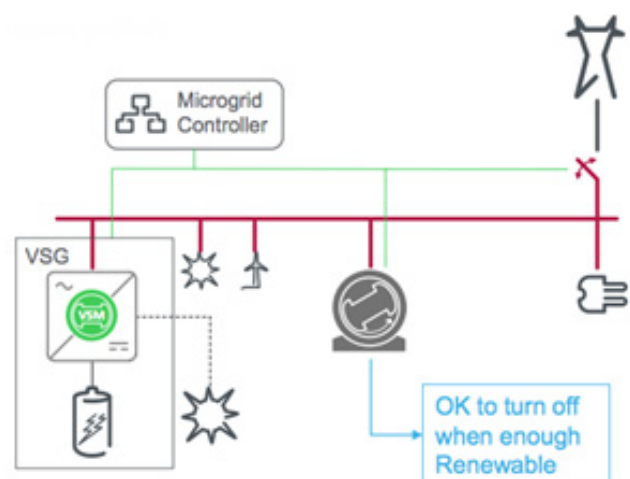 Microgrid
Controller
VSG
VSM
OK to turn off
when enough
Renewable